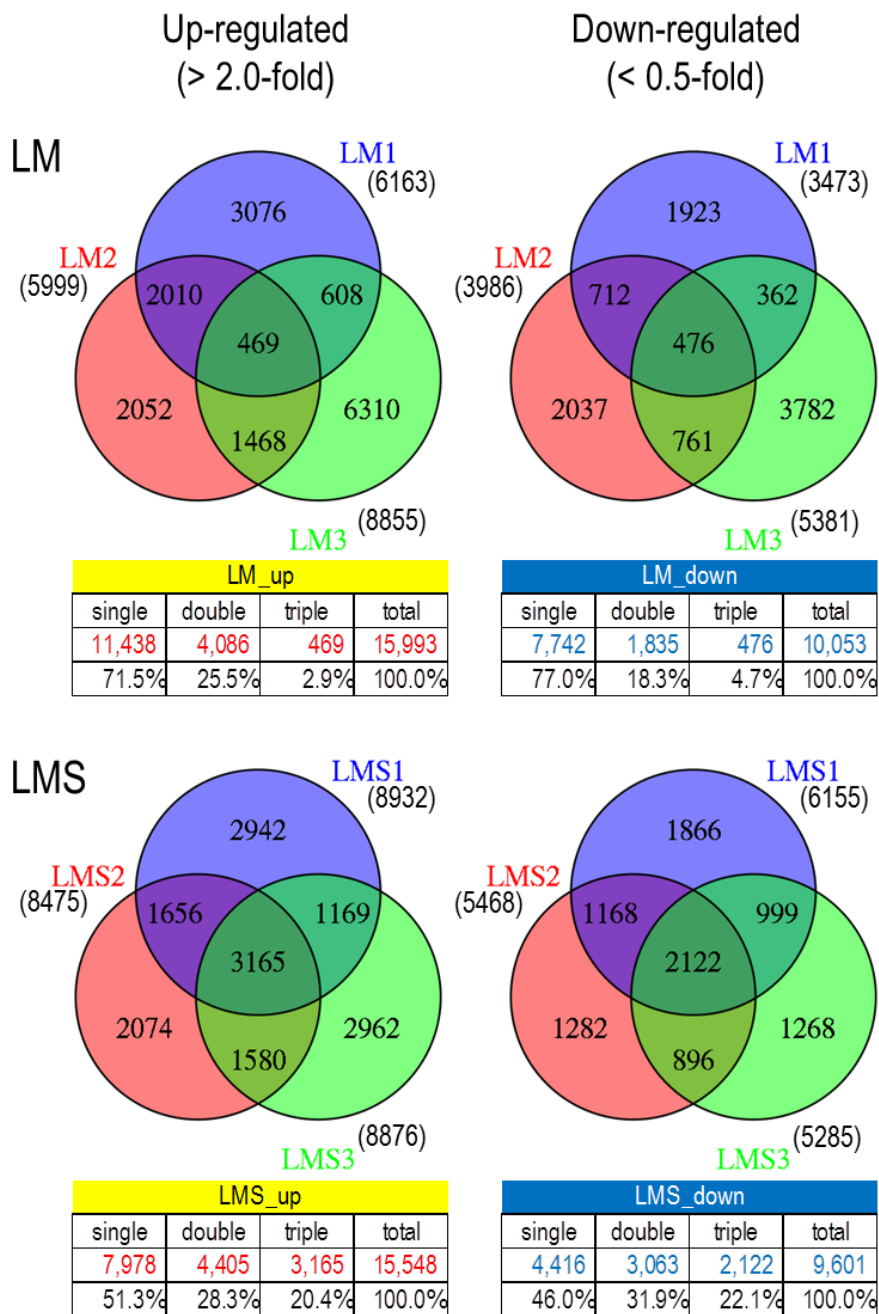 Up-regulated
(> 2.0-fold)
Down-regulated
(< 0.5-fold)
LM
LM1
(6163)
3076
LM2
(5999)
2010
608
469
2052
6310
1468
(8855)
LM3
LM1
(3473)
1923
LM2
(3986)
712
362
476
2037
3782
761
(5381)
LM3
LM_up
single double triple total
11,438 4,086 469 15,993
71.5% 25.5% 2.9% 100.0%
LM_down
single double triple total
7,742 1,835 476 10,053
77.0% 18.3% 4.7% 100.0%
LMS
LMS1
(8932)
2942
LMS2
(8475)
1656
1169
3165
2074
2962
1580
(8876)
LMS3
LMS1
(6155)
1866
LMS2
(5468)
1168
999
2122
1282
1268
896
(5285)
LMS3
LMS_up
single double triple total
7,978 4,405 3,165 15,548
51.3% 28.3% 20.4% 100.0%
LMS_down
single double triple total
4,416 3,063 2,122 9,601
46.0% 31.9% 22.1% 100.0%